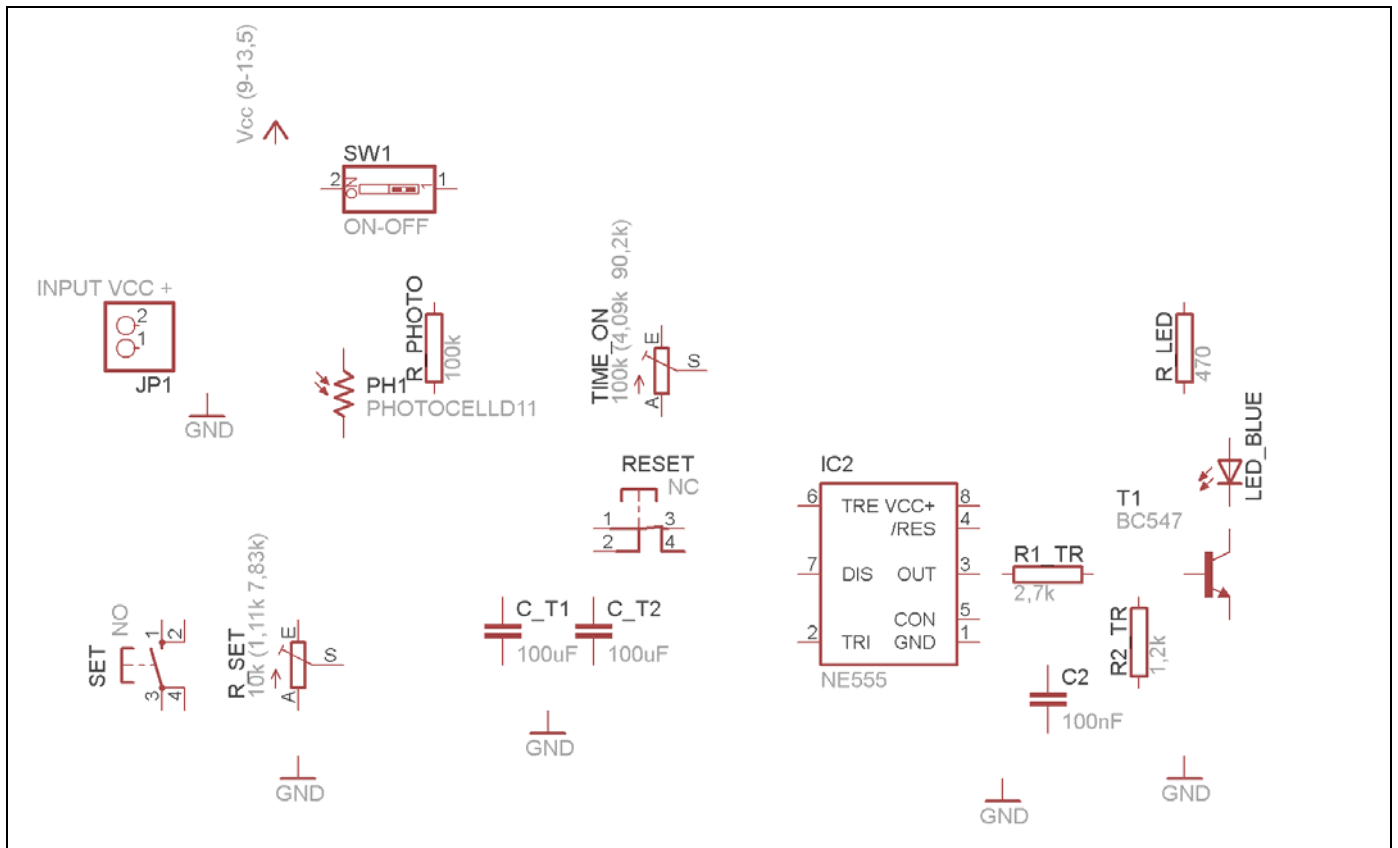 Vcc (9-13,5)
SW1
2
ON
1
1
ON-OFF
INPUT VCC +
2
1
JP1
GND
PH1
PHOTOCELLD11
R_PHOTO
100k
TIME_ON
100k (4,09k 90,2k)
E
S
A
R_LED
470
LED_BLUE
RESET
NC
1
3
2
4
IC2
6
TRE
VCC+
8
/RES
4
7
DIS
OUT
3
CON
5
2
TRI
GND
1
NE555
T1
BC547
R1_TR
2,7k
R2_TR
1,2k
C2
100nF
SET
NO
1
2
3
4
R_SET
10k (1,11k 7,83k)
E
S
A
C_T1
100uF
C_T2
100uF
GND
GND
GND
GND